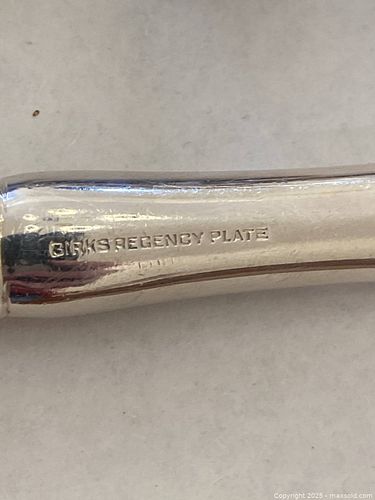 BIRKS REGENCY PLATE
Copyright 2025 - maxsold.com